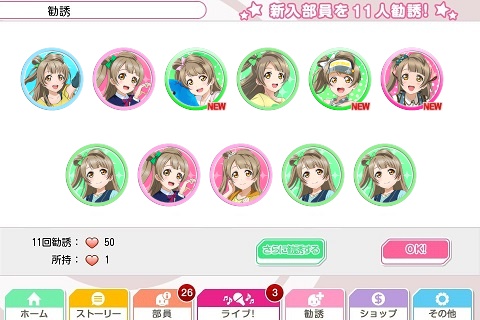 勧誘
新入部員を11人勧誘!
NEW
NEW
NEW
11回勧誘: 50
所持: 1
さらに勧誘する
OK!
26
3
ホーム
ストーリー
部員
ライブ!
勧誘
ショップ
その他